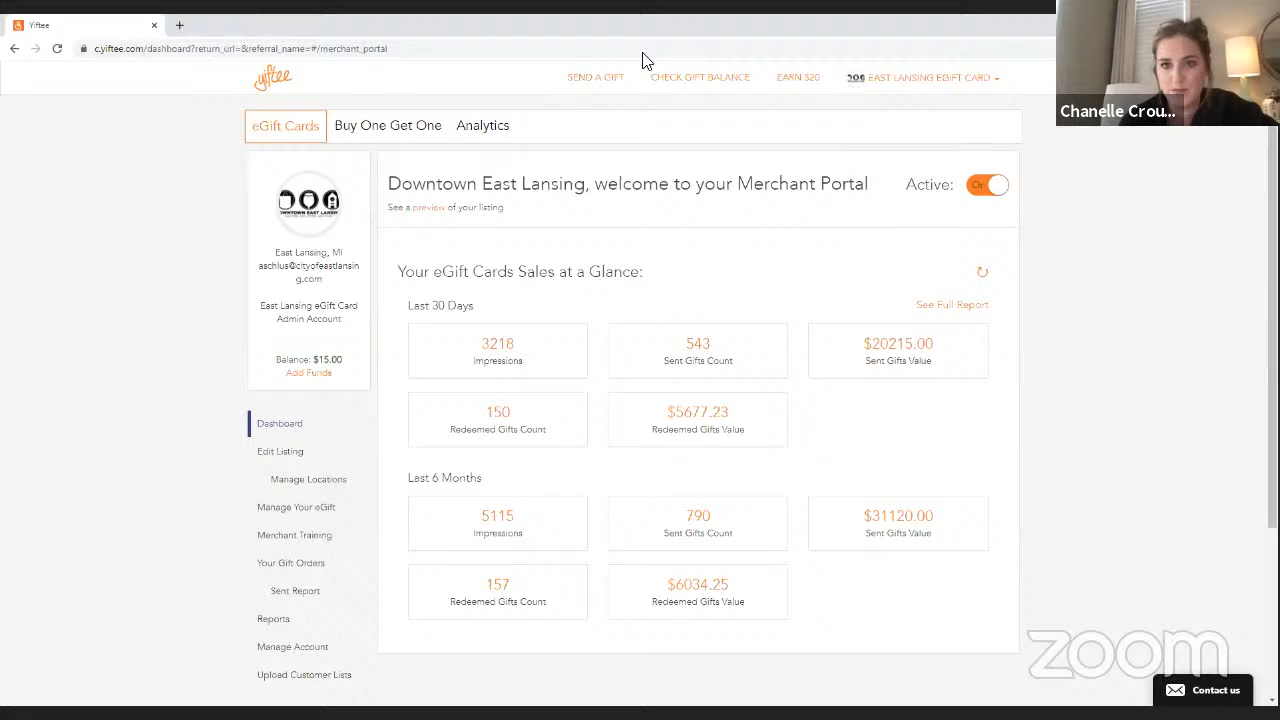 Yiftee
c.yiftee.com/dashboard?return_url=&referral_name=#/merchant_portal
yiftee
SEND A GIFT
CHECK GIFT BALANCE
EARN $20
EAST LANSING EGIFT CARD
Chanelle Crou...
eGift Cards
Buy One Get One
Analytics
DOWNTOWN EAST LANSING
East Lansing, MI
aschlus@cityofeastlansin
g.com
East Lansing eGift Card
Admin Account
Balance: $15.00
Add Funds
Dashboard
Edit Listing
Manage Locations
Manage Your eGift
Merchant Training
Your Gift Orders
Sent Report
Reports
Manage Account
Upload Customer Lists
Downtown East Lansing, welcome to your Merchant Portal
Active:
On
See a preview of your listing
Your eGift Cards Sales at a Glance:
Last 30 Days
See Full Report
3218
Impressions
543
Sent Gifts Count
$20215.00
Sent Gifts Value
150
Redeemed Gifts Count
$5677.23
Redeemed Gifts Value
Last 6 Months
5115
Impressions
790
Sent Gifts Count
$31120.00
Sent Gifts Value
157
Redeemed Gifts Count
$6034.25
Redeemed Gifts Value
zoom
Contact us